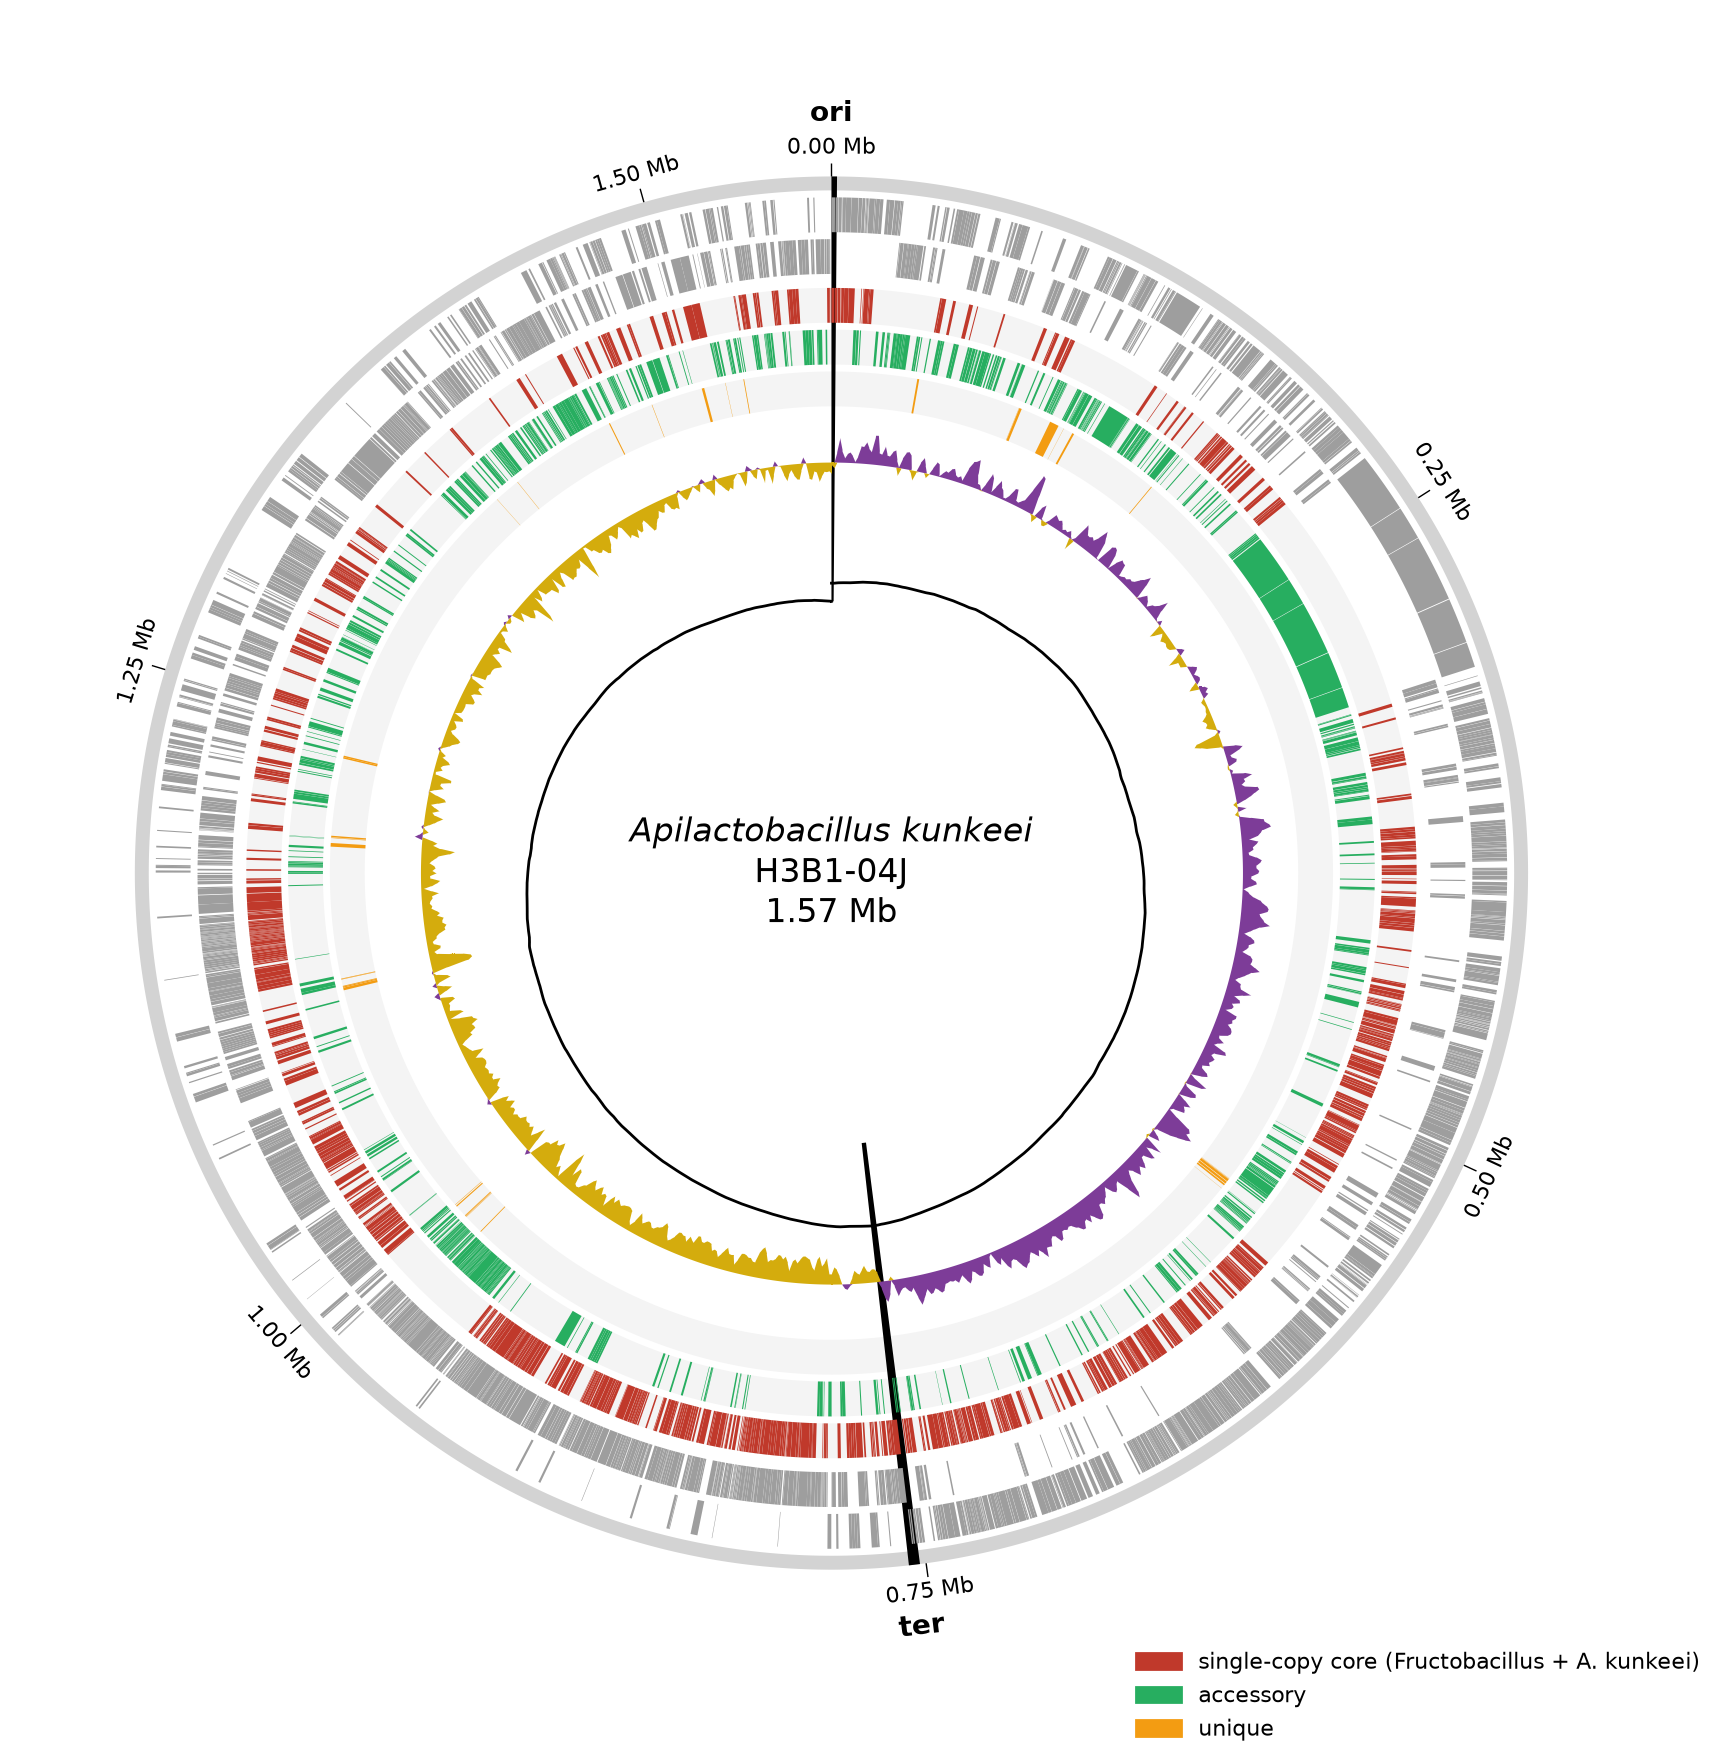 ori
0.00 Mb
1.50 Mb
0.25 Mb
1.25 Mb
Apilactobacillus kunkeei
H3B1-04J
1.57 Mb
0.50 Mb
1.00 Mb
0.75 Mb
ter
single-copy core (Fructobacillus + A. kunkeei)
accessory
unique